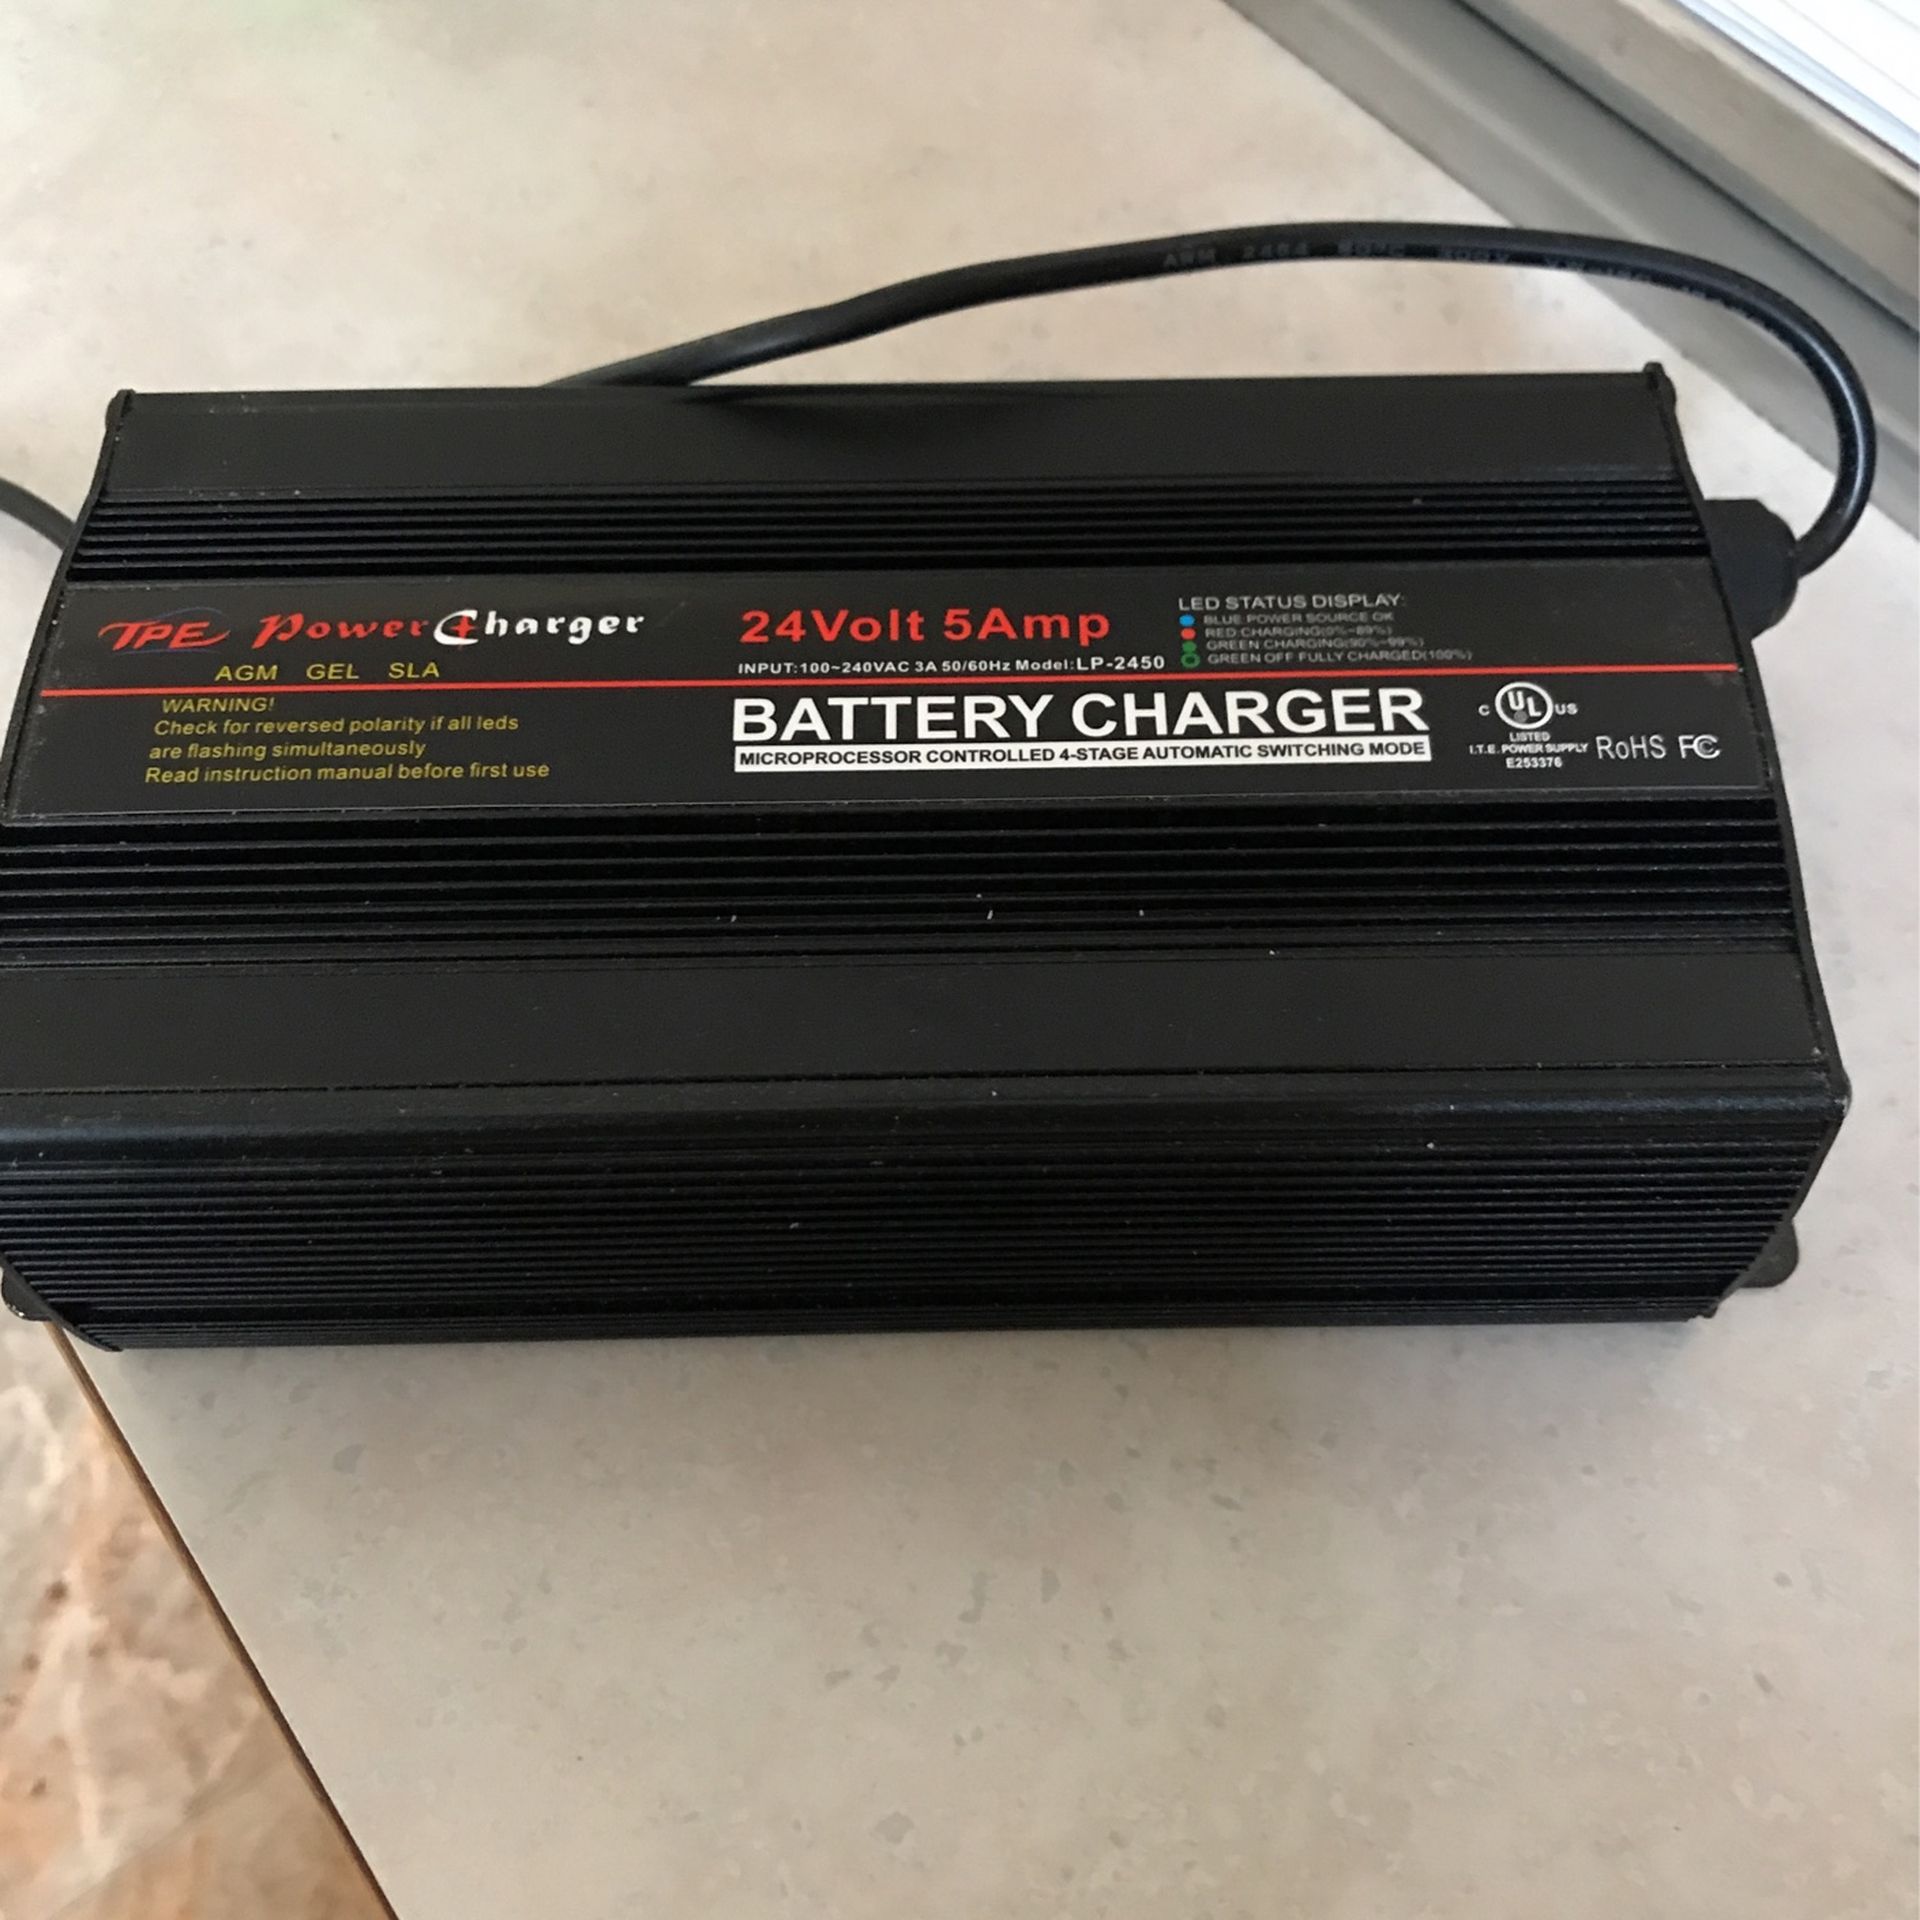 TPE Power Charger
AGM GEL SLA
WARNING!
Check for reversed polarity if all leds
are flashing simultaneously
Read instruction manual before first use
24Volt 5Amp
INPUT:100~240VAC 3A 50/60Hz Model:LP-2450
BATTERY CHARGER
MICROPROCESSOR CONTROLLED 4-STAGE AUTOMATIC SWITCHING MODE
LED STATUS DISPLAY:
BLUE POWER SOURCE OK
RED CHARGING(0%~89%)
GREEN CHARGING(90%~99%)
GREEN OFF FULLY CHARGED(100%)
C UL US
LISTED
I.T.E. POWER SUPPLY
E253376
RoHS FC